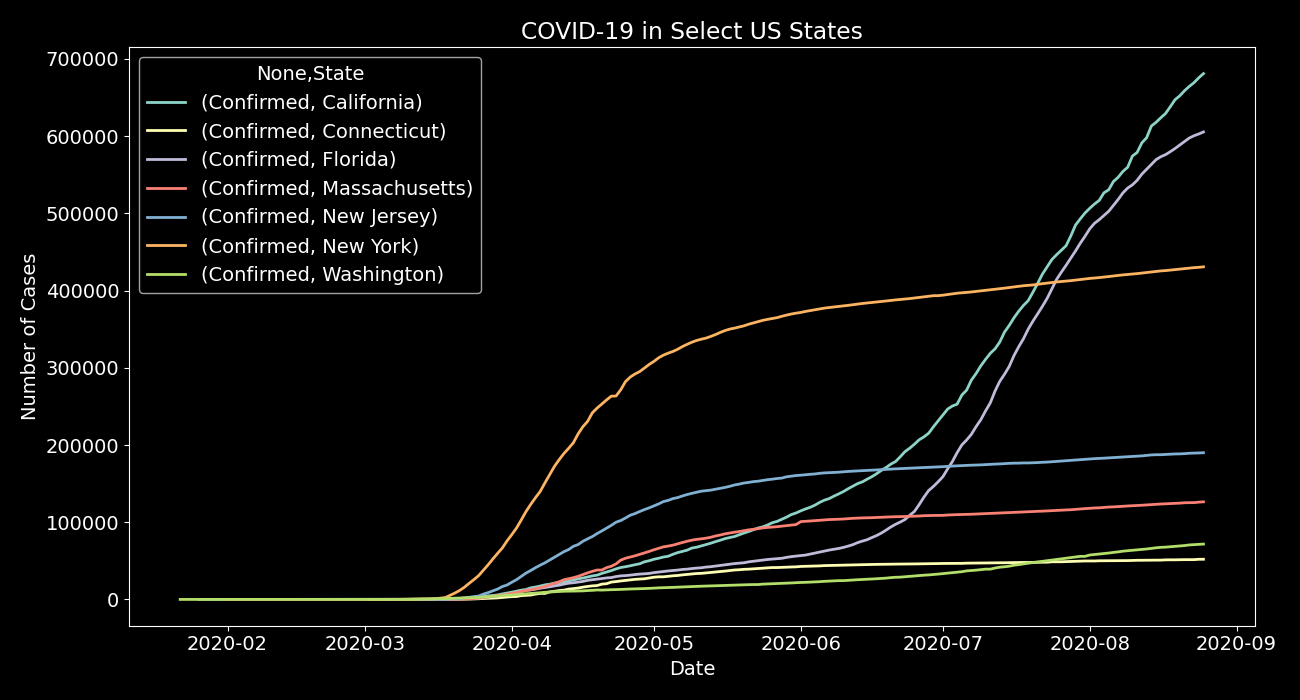 COVID-19 in Select US States
700000
600000
500000
400000
300000
200000
100000
0
Number of Cases
None,State
(Confirmed, California)
(Confirmed, Connecticut)
(Confirmed, Florida)
(Confirmed, Massachusetts)
(Confirmed, New Jersey)
(Confirmed, New York)
(Confirmed, Washington)
2020-02 2020-03 2020-04 2020-05 2020-06 2020-07 2020-08 2020-09
Date